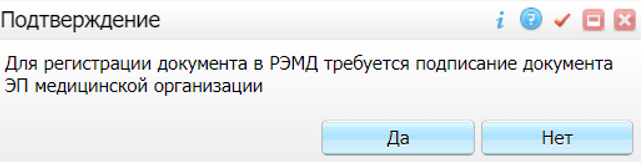 Подтверждение
Для регистрации документа в РЭМД требуется подписание документа
ЭП медицинской организации
Да
Нет